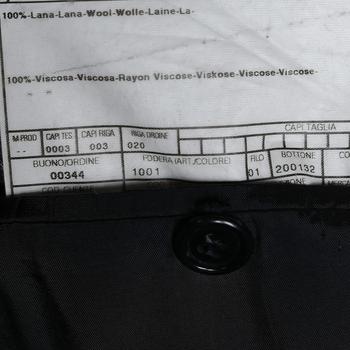 100%-Lana-Lana-Wool-Wolle-Laine-La-
100%-Viscosa-Viscosa-Rayon Viscose-Viskose-Viscose-Viscose-
M.PROD CAPI TES CAPI RIGA RIGA ORDINE CAPI TAGLIA
-- 0003 003 020
BUONO/ORDINE FODERA (ART./COLORE) FILO BOTTONE
00344 1001 01 200132
COD. CLIENTE